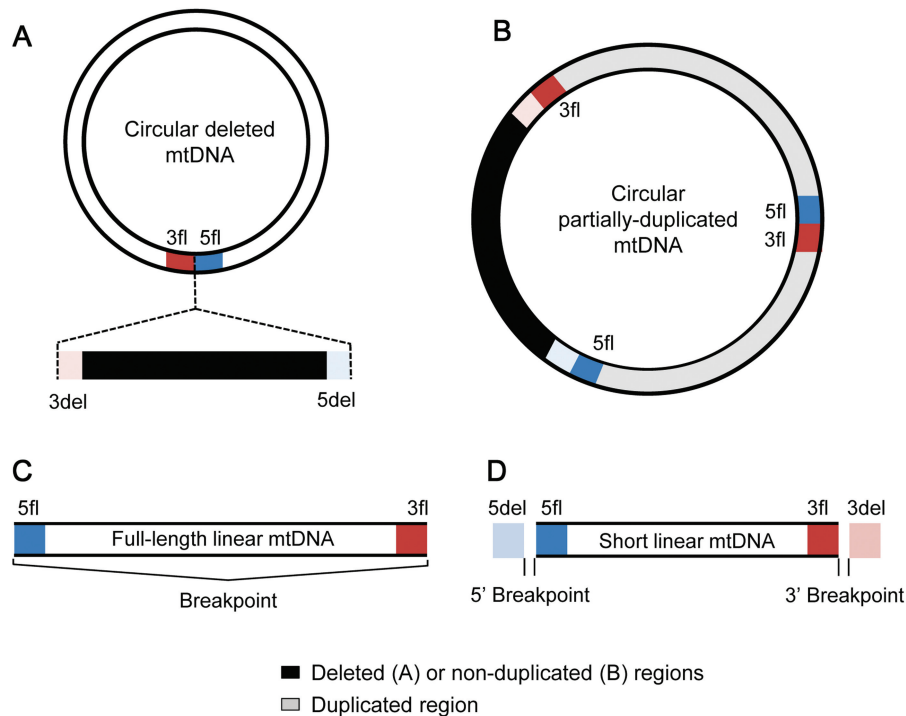 A
Circular deleted
mtDNA
3fl 5fl
3del
5del
B
3fl
Circular
partially-duplicated
mtDNA
5fl
3fl
5fl
C
5fl
3fl
Full-length linear mtDNA
Breakpoint
D
5del
5fl
3fl
3del
Short linear mtDNA
5' Breakpoint
3' Breakpoint
Deleted (A) or non-duplicated (B) regions
Duplicated region